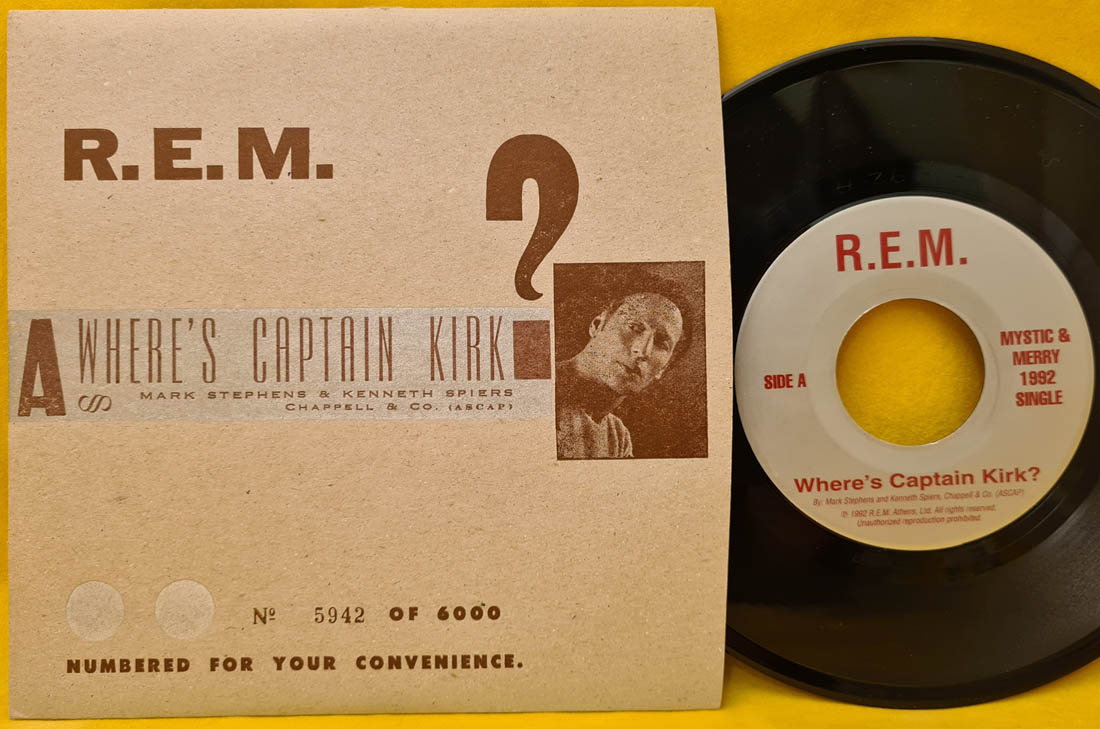 R.E.M.
?
A WHERE'S CAPTAIN KIRK
MARK STEPHENS & KENNETH SPIERS
CHAPPELL & CO. (ASCAP)
Nº 5942 OF 6000
NUMBERED FOR YOUR CONVENIENCE.
R.E.M.
SIDE A
MYSTIC &
MERRY
1992
SINGLE
Where's Captain Kirk?
By: Mark Stephens and Kenneth Spiers, Chappell & Co. (ASCAP)
℗ 1992 R.E.M. Athens, Ltd. All rights reserved.
Unauthorized reproduction prohibited.